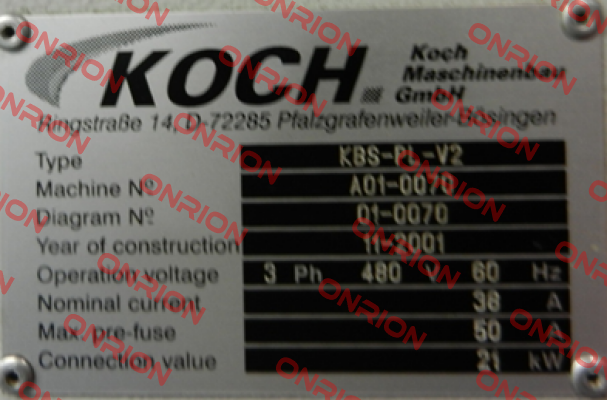 KOCH
Koch
Maschinenbau
GmbH
Ringstraße 14, D-72285 Pfalzgrafenweiler-Bösingen
Type KBS-PL-V2
Machine Nº A01-0070
Diagram Nº 01-0070
Year of construction 11-2001
Operation voltage 3 Ph 480 V 60 Hz
Nominal current 36 A
Max. pre-fuse 50 A
Connection value 21 kW
ONRION